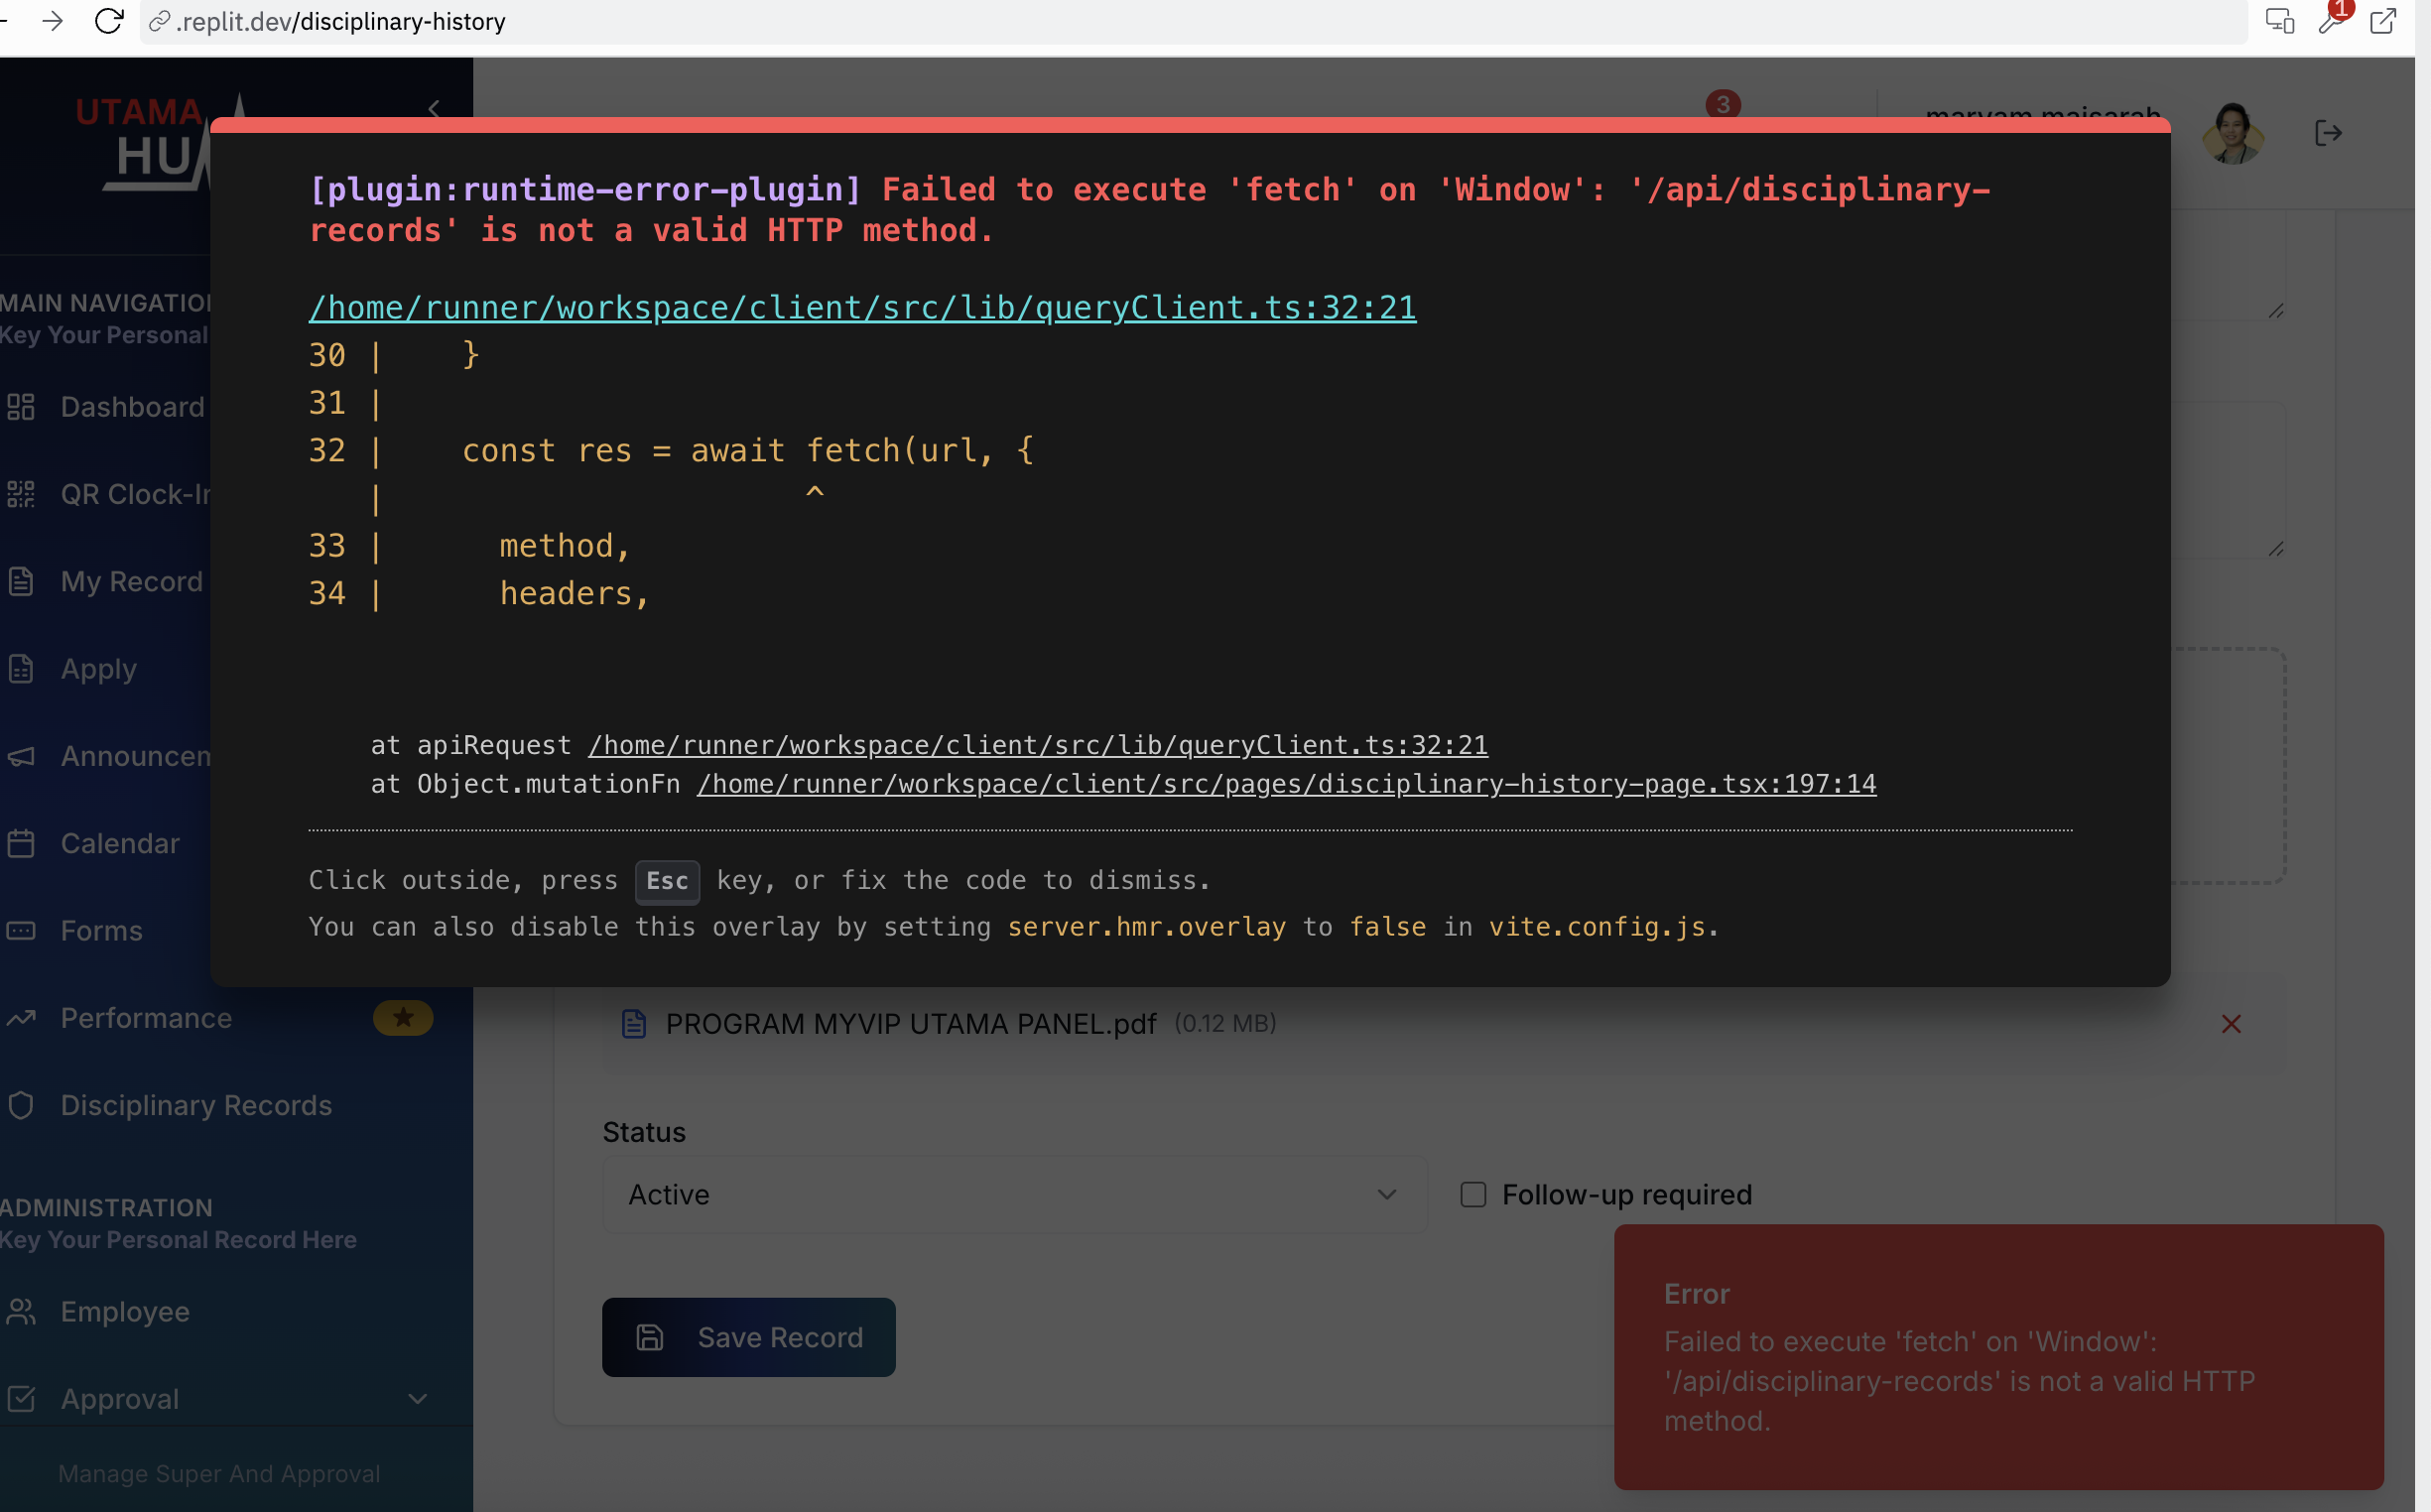 .replit.dev/disciplinary-history
1
UTAMA
HU
3
[plugin:runtime-error-plugin] Failed to execute 'fetch' on 'Window': '/api/disciplinary-
records' is not a valid HTTP method.
/home/runner/workspace/client/src/lib/queryClient.ts:32:21
30 |    }
31 |
32 |    const res = await fetch(url, {
   |                      ^
33 |      method,
34 |      headers,
at apiRequest /home/runner/workspace/client/src/lib/queryClient.ts:32:21
at Object.mutationFn /home/runner/workspace/client/src/pages/disciplinary-history-page.tsx:197:14
Click outside, press Esc key, or fix the code to dismiss.
You can also disable this overlay by setting server.hmr.overlay to false in vite.config.js.
MAIN NAVIGATIO
Key Your Personal
Dashboard
QR Clock-In
My Record
Apply
Announcem
Calendar
Forms
Performance
Disciplinary Records
ADMINISTRATION
Key Your Personal Record Here
Employee
Approval
Manage Super And Approval
PROGRAM MYVIP UTAMA PANEL.pdf (0.12 MB)
Status
Active
Follow-up required
Save Record
Error
Failed to execute 'fetch' on 'Window':
'/api/disciplinary-records' is not a valid HTTP
method.